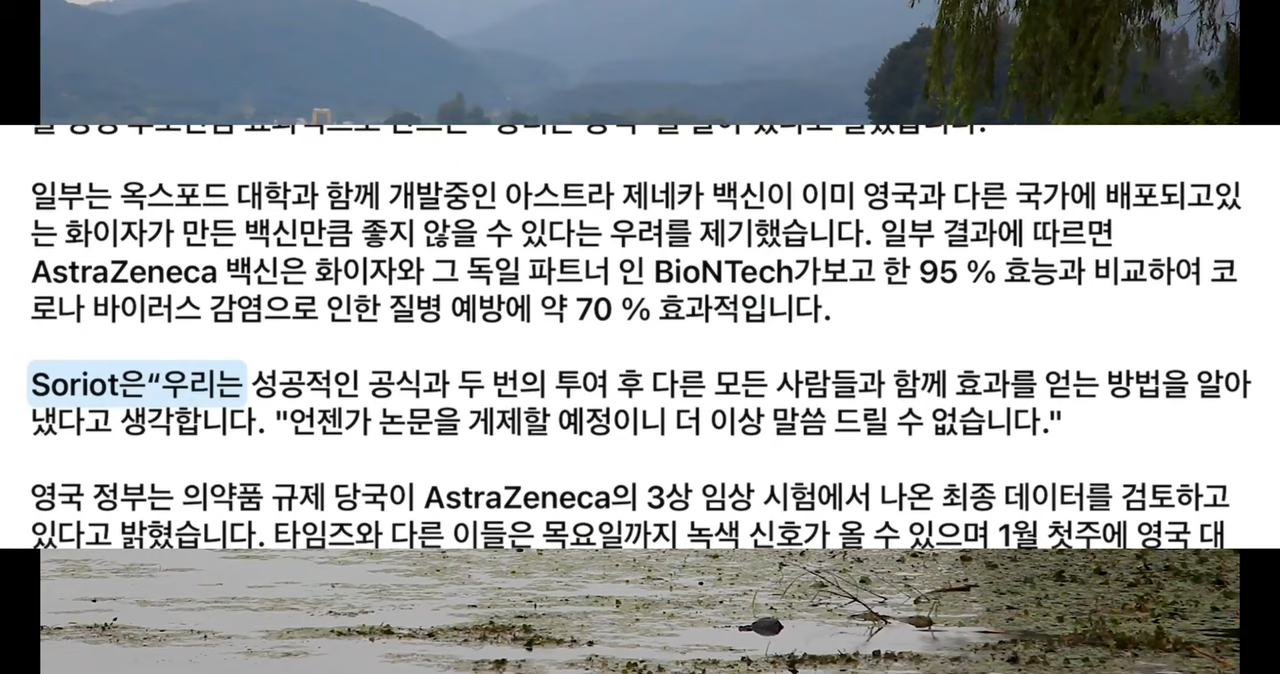 일부는 옥스포드 대학과 함께 개발중인 아스트라 제네카 백신이 이미 영국과 다른 국가에 배포되고있
는 화이자가 만든 백신만큼 좋지 않을 수 있다는 우려를 제기했습니다. 일부 결과에 따르면
AstraZeneca 백신은 화이자와 그 독일 파트너 인 BioNTech가보고 한 95 % 효능과 비교하여 코
로나 바이러스 감염으로 인한 질병 예방에 약 70 % 효과적입니다.
Soriot은“우리는 성공적인 공식과 두 번의 투여 후 다른 모든 사람들과 함께 효과를 얻는 방법을 알아
냈다고 생각합니다. "언젠가 논문을 게제할 예정이니 더 이상 말씀 드릴 수 없습니다."
영국 정부는 의약품 규제 당국이 AstraZeneca의 3상 임상 시험에서 나온 최종 데이터를 검토하고
있다고 밝혔습니다. 타임즈와 다른 이들은 목요일까지 녹색 신호가 올 수 있으며 1월 첫주에 영국 대